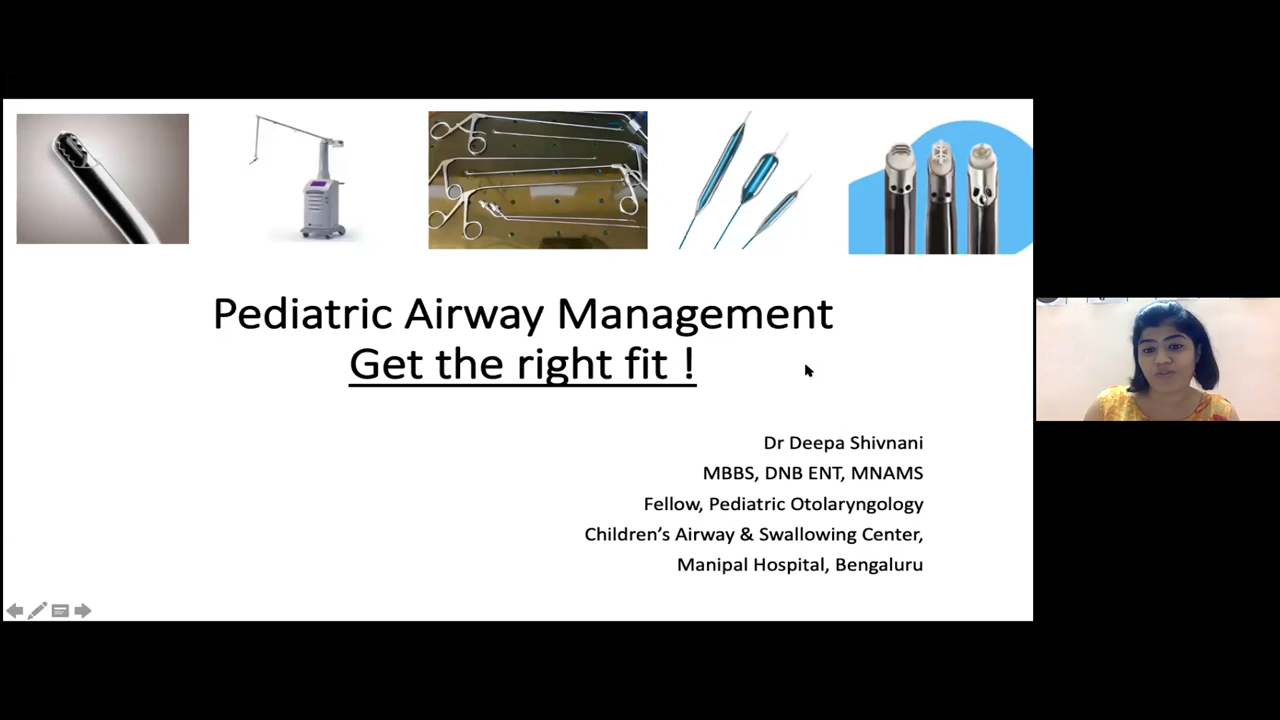 Pediatric Airway Management
Get the right fit !
Dr Deepa Shivnani
MBBS, DNB ENT, MNAMS
Fellow, Pediatric Otolaryngology
Children’s Airway & Swallowing Center,
Manipal Hospital, Bengaluru